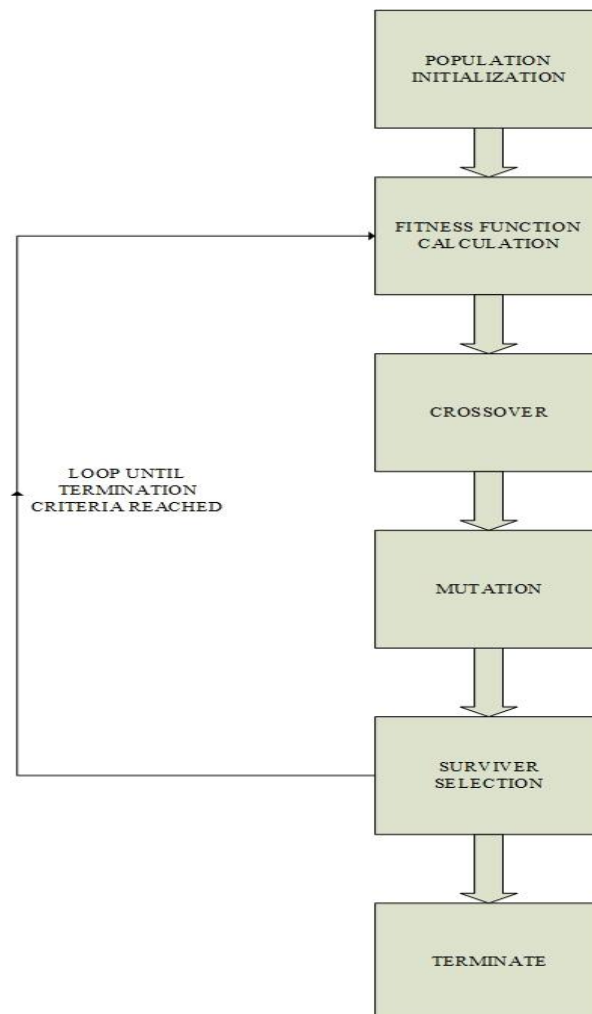 POPULATION
INITIALIZATION
FITNESS FUNCTION
CALCULATION
CROSSOVER
LOOP UNTIL
TERMINATION
CRITERIA REACHED
MUTATION
SURVIVER
SELECTION
TERMINATE